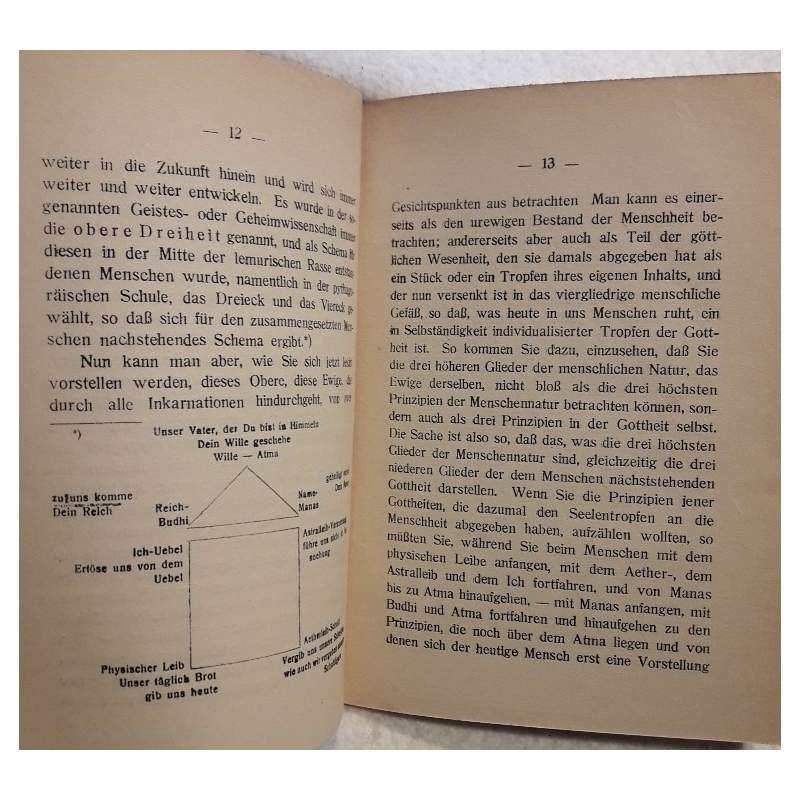 — 12 —
weiter in die Zukunft hinein und wird sich immer
weiter und weiter entwickeln. Es wurde in der so-
genannten Geistes- oder Geheimwissenschaft immer
die obere Dreiheit genannt, und als Schema für
diesen in der Mitte der lemurischen Rasse entstan-
denen Menschen wurde, namentlich in der pythago-
räischen Schule, das Dreieck und das Viereck ge-
wählt, so daß sich für den zusammengesetzten Men-
schen nachstehendes Schema ergibt.*)
Nun kann man aber, wie Sie sich jetzt leicht
vorstellen werden, dieses Obere, diese Ewige, das
durch alle Inkarnationen hindurchgeht, von zwei
*)
Unser Vater, der Du bist in Himmeln
Dein Wille geschehe
Wille — Atma
zu uns komme
Dein Reich
Reich-
Budhi
geheiligt
Name-
Manas
Ich-Uebel
Erlöse uns von dem
Uebel
Astralleib-
führe uns nicht in
suchung
Physischer Leib
Unser täglich Brot
gib uns heute
Aetherleib-
Vergib uns unsere
wie auch wir vergeben
— 13 —
Gesichtspunkten aus betrachten Man kann es einer-
seits als den urewigen Bestand der Menschheit be-
trachten; andererseits aber auch als Teil der gött-
lichen Wesenheit, den sie damals abgegeben hat als
ein Stück oder ein Tropfen ihres eigenen Inhalts, und
der nun versenkt ist in das viergliedrige menschliche
Gefäß, so daß, was heute in uns Menschen ruht, ein
in Selbständigkeit individualisierter Tropfen der Gott-
heit ist. So kommen Sie dazu, einzusehen, daß Sie
die drei höheren Glieder der menschlichen Natur, das
Ewige derselben, nicht bloß als die drei höchsten
Prinzipien der Menschennatur betrachten können, son-
dern auch als drei Prinzipien in der Gottheit selbst.
Die Sache ist also so, daß das, was die drei höchsten
Glieder der Menschennatur sind, gleichzeitig die drei
niederen Glieder der dem Menschen nächststehenden
Gottheit darstellen. Wenn Sie die Prinzipien jener
Gottheiten, die dazumal den Seelentropfen an die
Menschheit abgegeben haben, aufzählen wollten, so
müßten Sie, während Sie beim Menschen mit dem
physischen Leibe anfangen, mit dem Aether-, dem
Astralleib und dem Ich fortfahren, und von Manas
bis zu Atma hinaufgehen, — mit Manas anfangen, mit
Budhi und Atma fortfahren und hinaufgehen zu den
Prinzipien, die noch über dem Atma liegen und von
denen sich der heutige Mensch erst eine Vorstellung